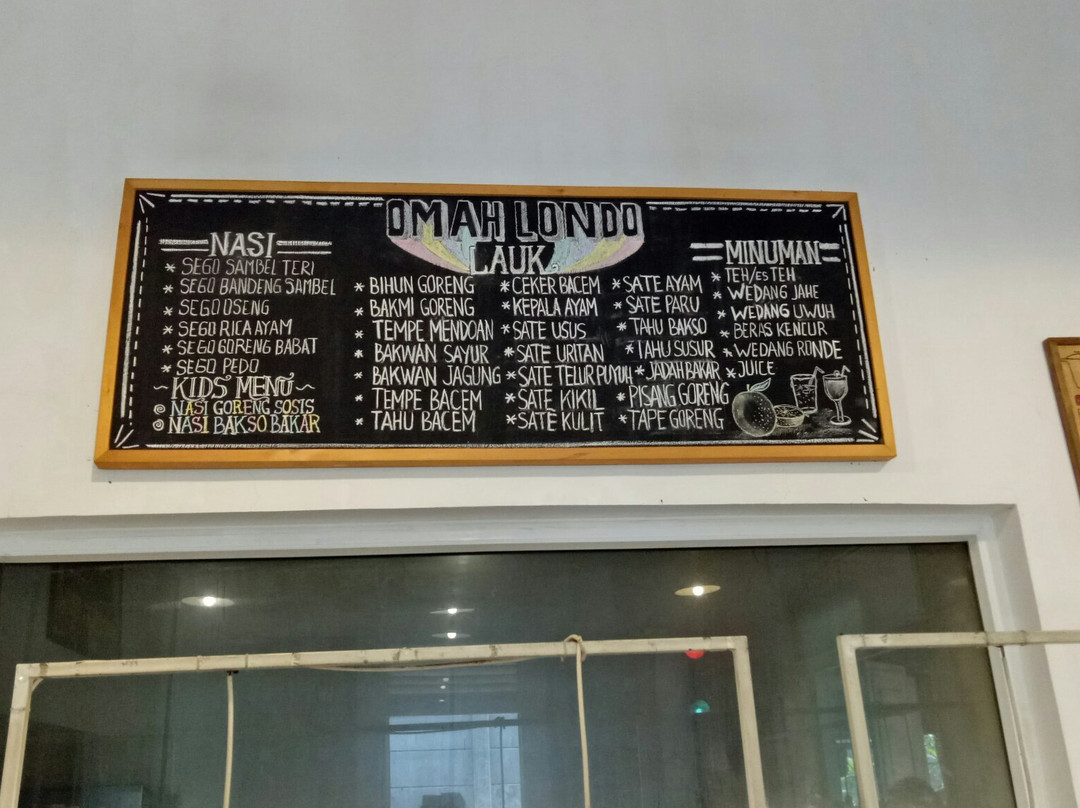 OMAH LONDO
NASI
* SEGO SAMBEL TERI
* SEGO BANDENG SAMBEL
* SEGO OSENG
* SEGO RICA AYAM
* SEGO GORENG BABAT
* SEGO PEDO
~KIDS' MENU~
NASI GORENG SOSIS
NASI BAKSO BAKAR
LAUK
* BIHUN GORENG
* BAKMI GORENG
* TEMPE MENDOAN
* BAKWAN SAYUR
* BAKWAN JAGUNG
* TEMPE BACEM
* TAHU BACEM
* CEKER BACEM
* KEPALA AYAM
* SATE USUS
* SATE URITAN
* SATE TELUR PUYUH
* SATE KIKIL
* SATE KULIT
* SATE AYAM
* SATE PARU
* TAHU BAKSO
* TAHU SUSUR
* JADAH BAKAR
* PISANG GORENG
* TAPE GORENG
MINUMAN
* TEH/ES TEH
* WEDANG JAHE
* WEDANG UWUH
* BERAS KENCUR
* WEDANG RONDE
* JUICE